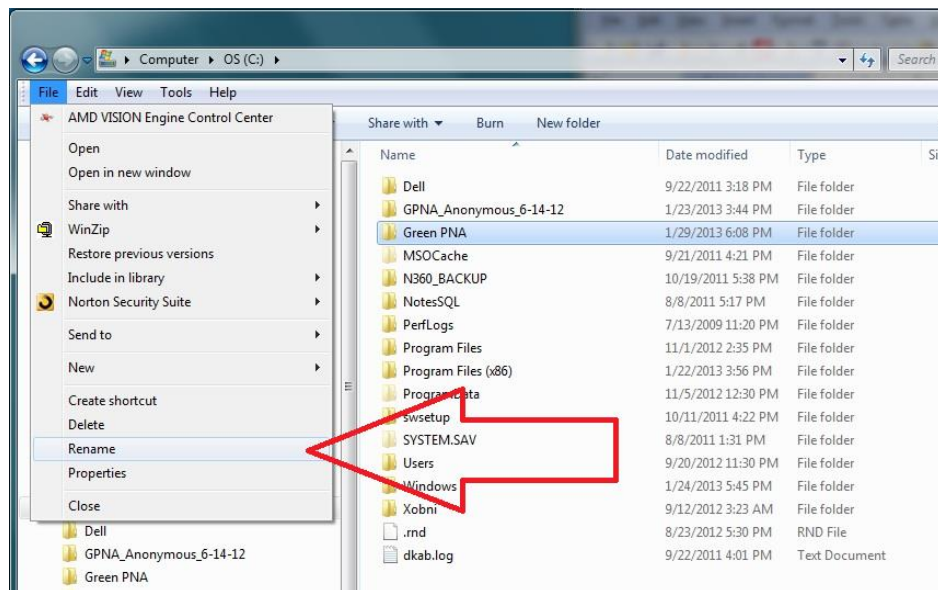 Computer OS (C:) Search
File Edit View Tools Help
AMD VISION Engine Control Center
Open
Open in new window
Share with
WinZip
Restore previous versions
Include in library
Norton Security Suite
Send to
New
Create shortcut
Delete
Rename
Properties
Close
Dell
GPNA_Anonymous_6-14-12
Green PNA
Share with Burn New folder
Name Date modified Type Si
Dell 9/22/2011 3:18 PM File folder
GPNA_Anonymous_6-14-12 1/23/2013 3:44 PM File folder
Green PNA 1/29/2013 6:08 PM File folder
MSOCache 9/21/2011 4:21 PM File folder
N360_BACKUP 10/19/2011 5:38 PM File folder
NotesSQL 8/8/2011 5:17 PM File folder
PerfLogs 7/13/2009 11:20 PM File folder
Program Files 11/1/2012 2:35 PM File folder
Program Files (x86) 1/22/2013 3:56 PM File folder
ProgramData 11/5/2012 12:30 PM File folder
swsetup 10/11/2011 4:22 PM File folder
SYSTEM.SAV 8/8/2011 1:31 PM File folder
Users 9/20/2012 11:30 PM File folder
Windows 1/24/2013 5:45 PM File folder
Xobni 9/12/2012 3:23 AM File folder
.rnd 8/23/2012 5:30 PM RND File
dkab.log 9/22/2011 4:01 PM Text Document